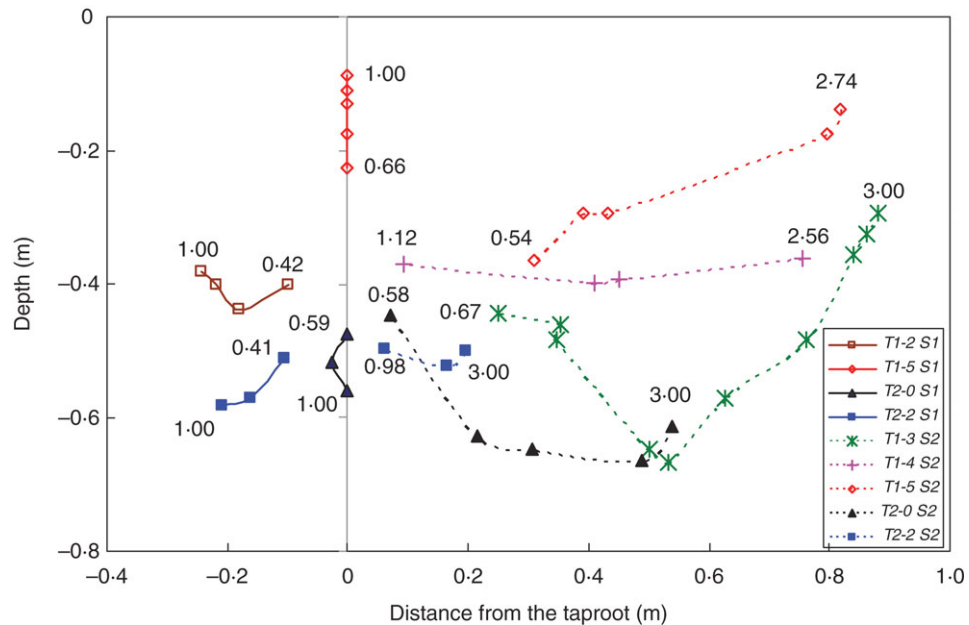 0
1·00
2·74
−0·2
0·66
3·00
1·12
0·54
2·56
1·00
0·42
−0·4
0·58
0·67
0·59
0·41
0·98
3·00
3·00
1·00
1·00
−0·6
−0·8
Depth (m)
T1-2 S1
T1-5 S1
T2-0 S1
T2-2 S1
T1-3 S2
T1-4 S2
T1-5 S2
T2-0 S2
T2-2 S2
−0·4
−0·2
0
0·2
0·4
0·6
0·8
1·0
Distance from the taproot (m)